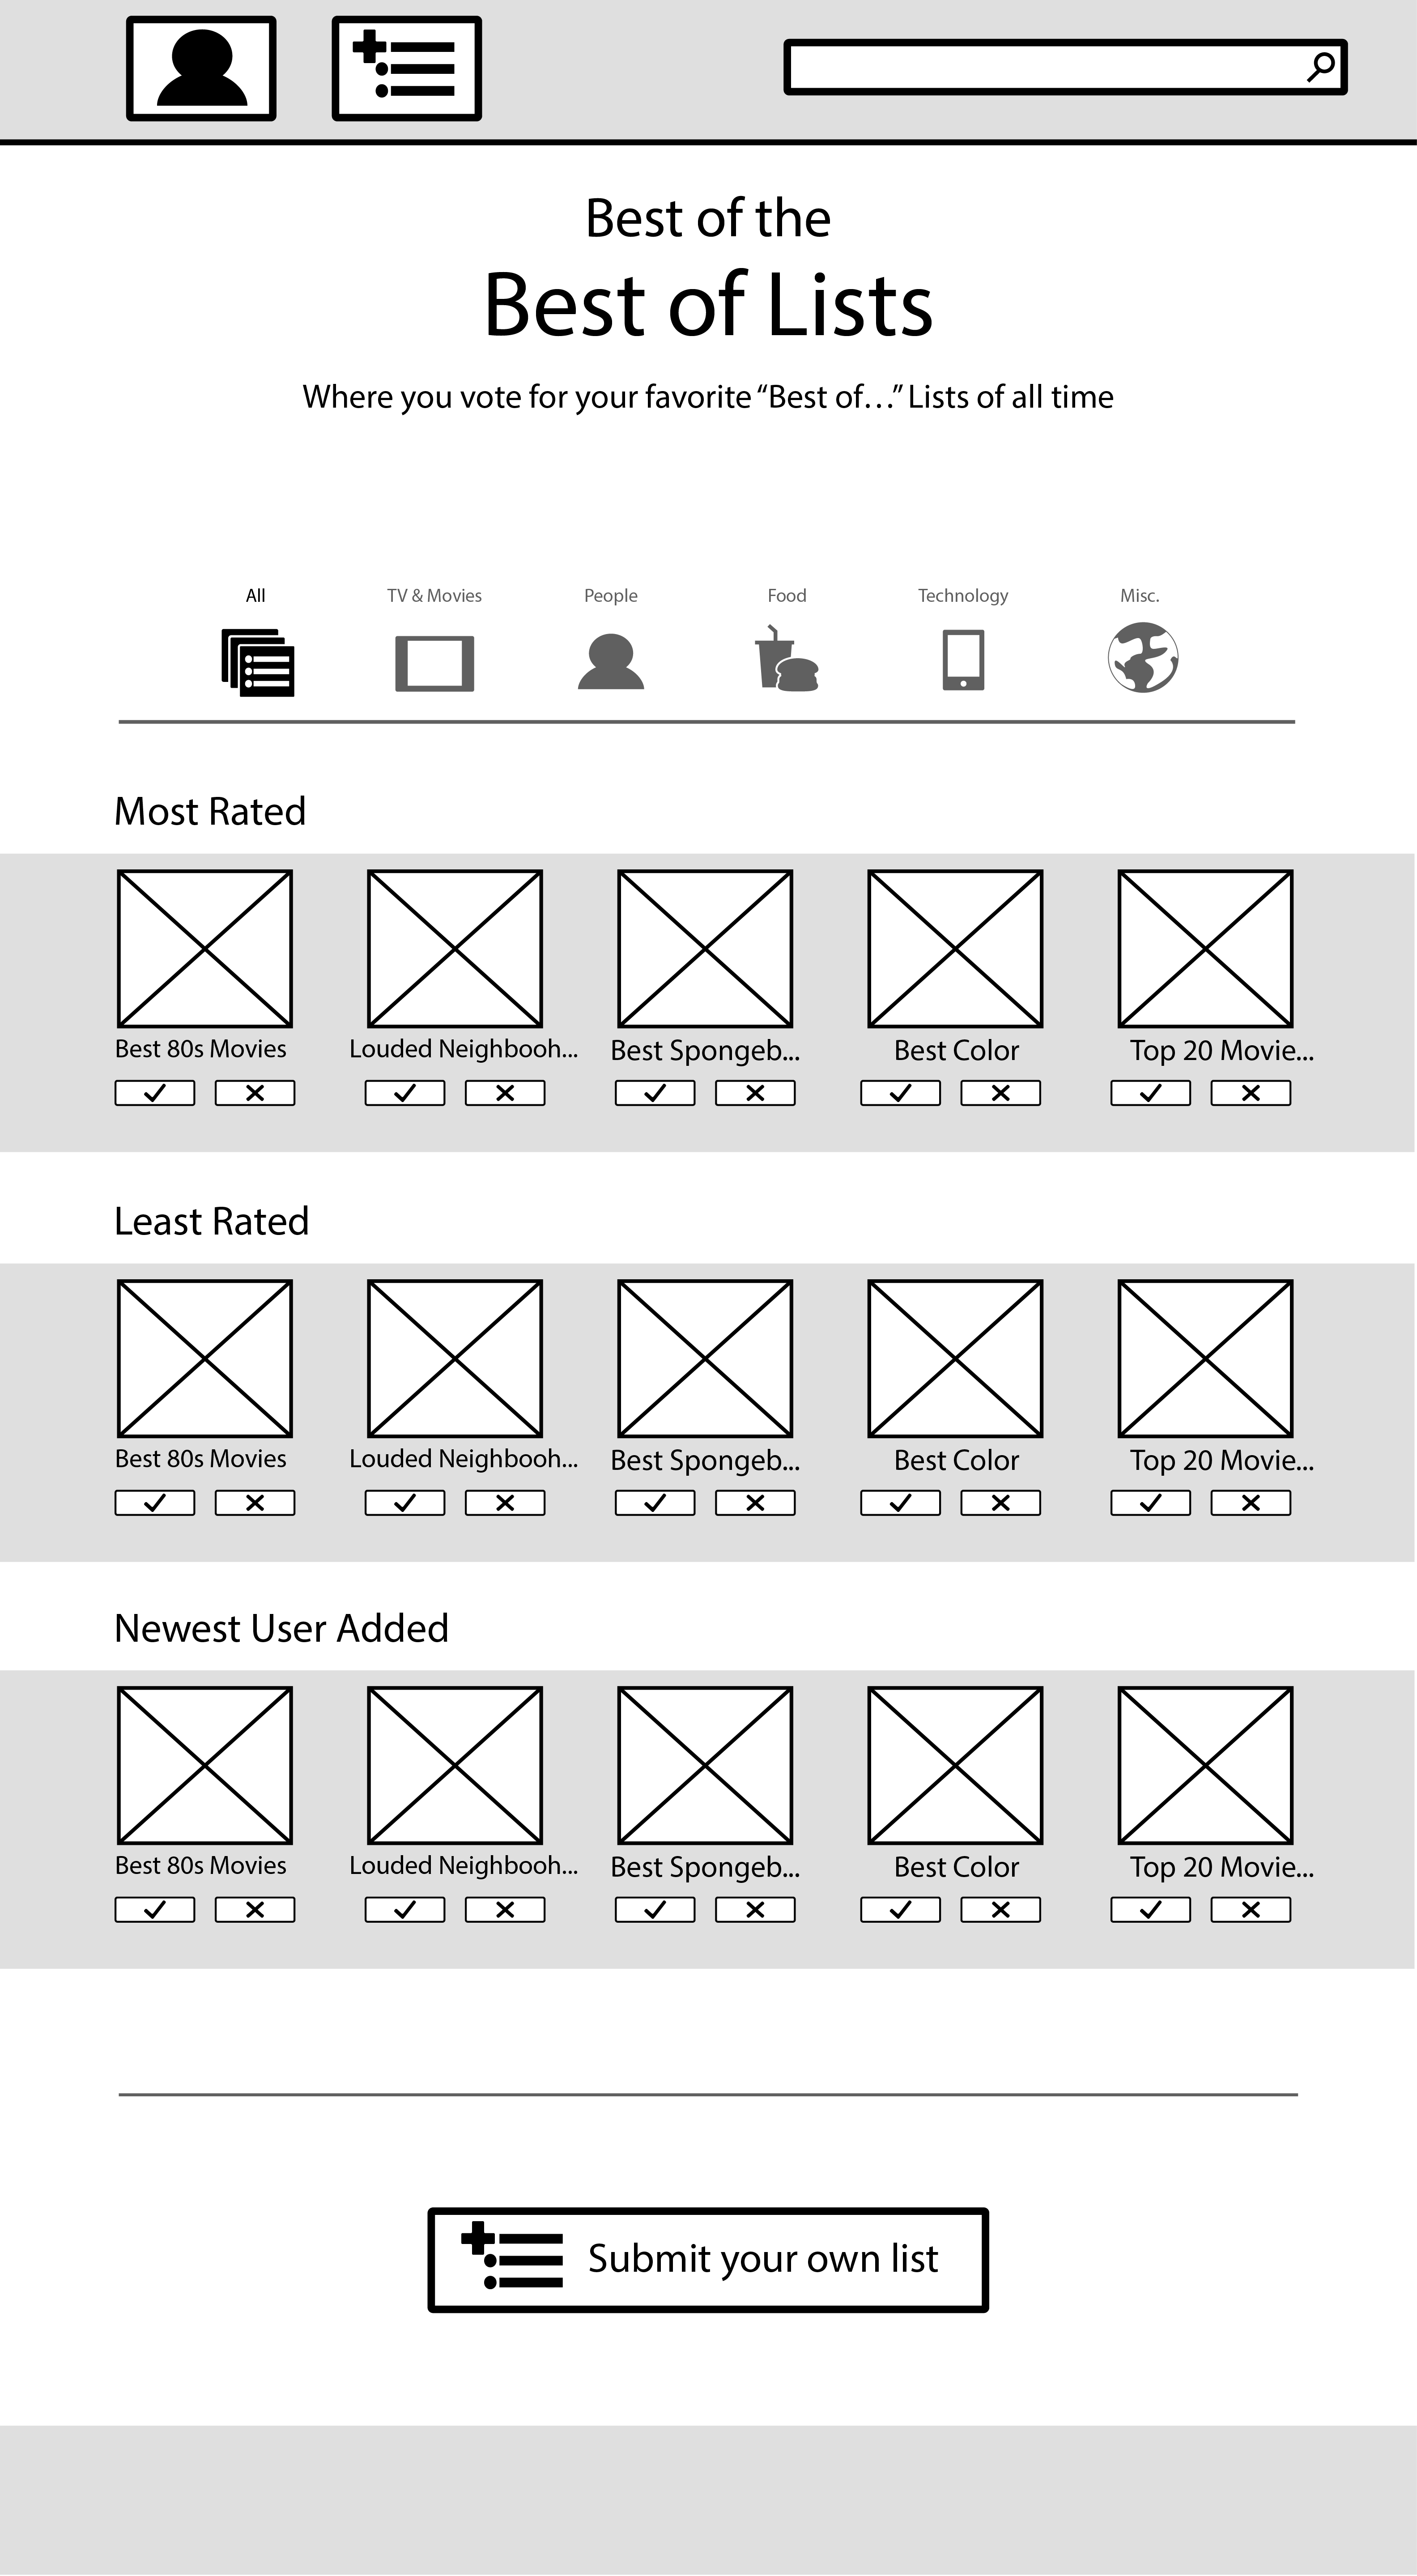 Best of the
Best of Lists
Where you vote for your favorite “Best of…” Lists of all time
All TV & Movies People Food Technology Misc.
Most Rated
Best 80s Movies Louded Neighbooh... Best Spongeb... Best Color Top 20 Movie...
Least Rated
Best 80s Movies Louded Neighbooh... Best Spongeb... Best Color Top 20 Movie...
Newest User Added
Best 80s Movies Louded Neighbooh... Best Spongeb... Best Color Top 20 Movie...
Submit your own list